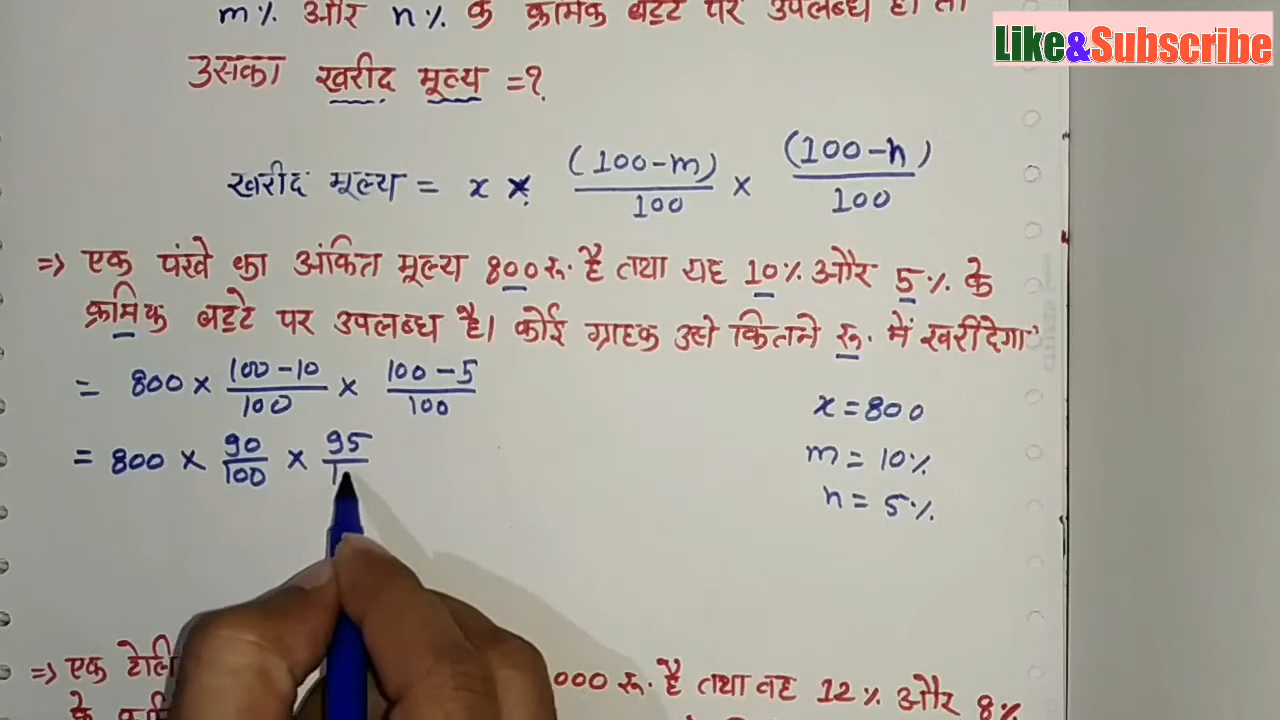 m% और n% के क्रमिक बट्टे पर उपलब्ध हो तो
Like&Subscribe
उसका खरीद मूल्य =?
खरीद मूल्य = x × (100-m)/100 × (100-n)/100
⇒ एक पंखे का अंकित मूल्य 800 रू. है तथा यह 10% और 5% के
क्रमिक बट्टे पर उपलब्ध है। कोई ग्राहक उसे कितने रू. में खरीदेगा
= 800 × 100-10/100 × 100-5/100
x = 800
= 800 × 90/100 × 95/1
m = 10%
n = 5%
⇒ एक 000 रू. है तथा वह 12% और 8%
के